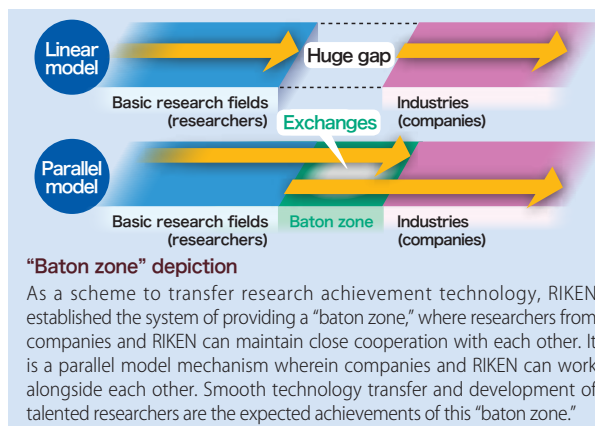 Linear
model
Huge gap
Basic research fields
(researchers)
Industries
(companies)
Exchanges
Parallel
model
Basic research fields
(researchers)
Baton zone
Industries
(companies)
“Baton zone” depiction
As a scheme to transfer research achievement technology, RIKEN
established the system of providing a “baton zone,” where researchers from
companies and RIKEN can maintain close cooperation with each other. It
is a parallel model mechanism wherein companies and RIKEN can work
alongside each other. Smooth technology transfer and development of
talented researchers are the expected achievements of this “baton zone.”